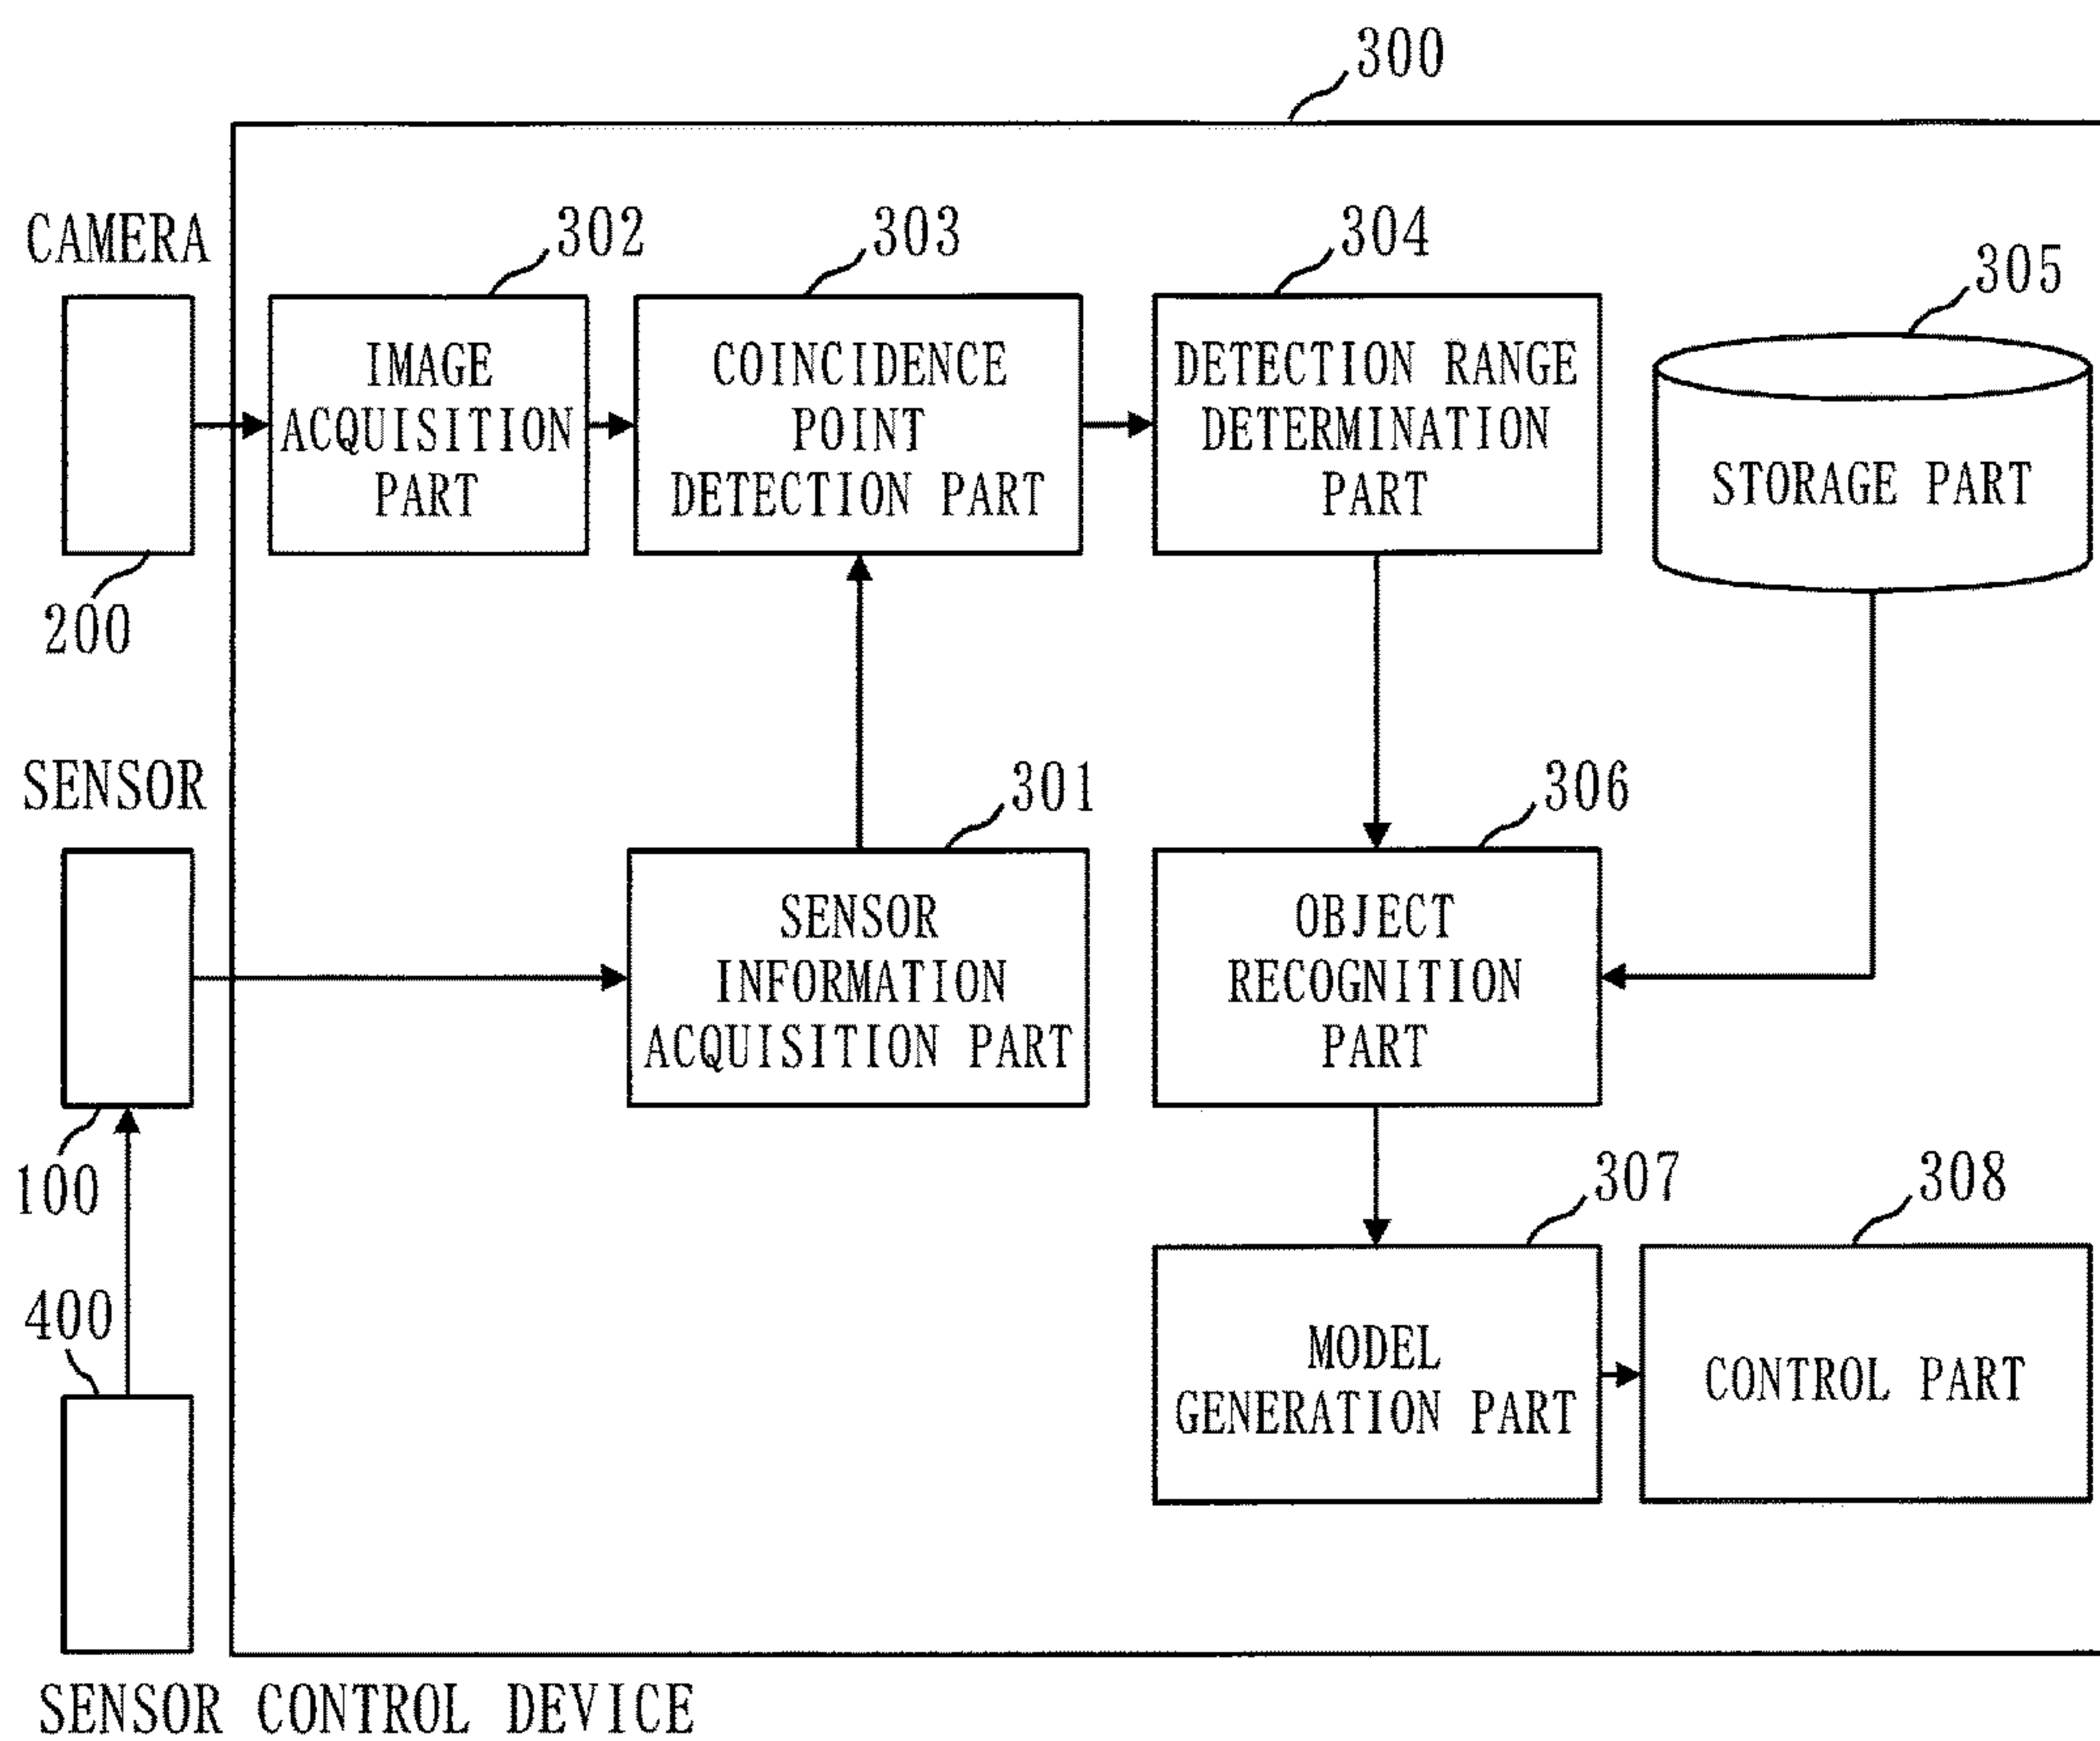 300
CAMERA
302
303
304
305
IMAGE
ACQUISITION
PART
COINCIDENCE
POINT
DETECTION PART
DETECTION RANGE
DETERMINATION
PART
STORAGE PART
200
SENSOR
301
306
SENSOR
INFORMATION
ACQUISITION PART
OBJECT
RECOGNITION
PART
100
307
308
400
MODEL
GENERATION PART
CONTROL PART
SENSOR CONTROL DEVICE